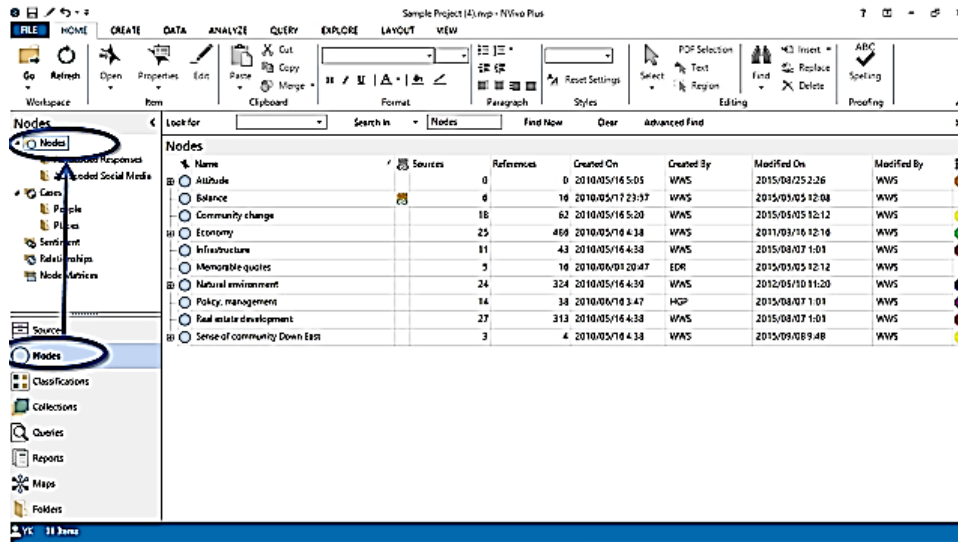 Sample Project (4).nvp - NVivo Plus
FILE HOME CREATE DATA ANALYZE QUERY EXPLORE LAYOUT VIEW
Go Refresh Open Properties Edit Paste Cut Copy Merge
B I U A
Reset Settings
Select PDF Selection Text Region
Find Insert Replace Delete
ABC Spelling
Workspace Item Clipboard Format Paragraph Styles Editing Proofing
Nodes
Look for Search In Nodes Find Now Clear Advanced Find
Nodes
Responses
Social Media
Cases
People
Sentiment
Relationships
Node Matrices
Sources
Nodes
Classifications
Collections
Queries
Reports
Maps
Folders
Nodes
Name Sources References Created On Created By Modified On Modified By
Attitude 0 0 2010/05/16 5:05 WWS 2015/08/25 2:26 WWS
Balance 6 16 2010/05/17 23:57 WWS 2015/05/05 12:08 WWS
Community change 18 62 2010/05/16 5:20 WWS 2015/05/05 12:12 WWS
Economy 25 486 2010/05/16 4:38 WWS 2011/03/16 12:16 WWS
Infrastructure 11 43 2010/05/16 4:38 WWS 2015/08/07 1:01 WWS
Memorable quotes 5 16 2010/06/01 20:47 EDR 2015/05/05 12:12 WWS
Natural environment 24 324 2010/05/16 4:39 WWS 2012/05/10 11:20 WWS
Policy, management 14 38 2010/06/16 3:47 HGP 2015/08/07 1:01 WWS
Real estate development 27 313 2010/05/16 4:38 WWS 2015/08/07 1:01 WWS
Sense of community Down East 3 4 2010/05/16 4:38 WWS 2015/09/08 9:48 WWS
YK Items